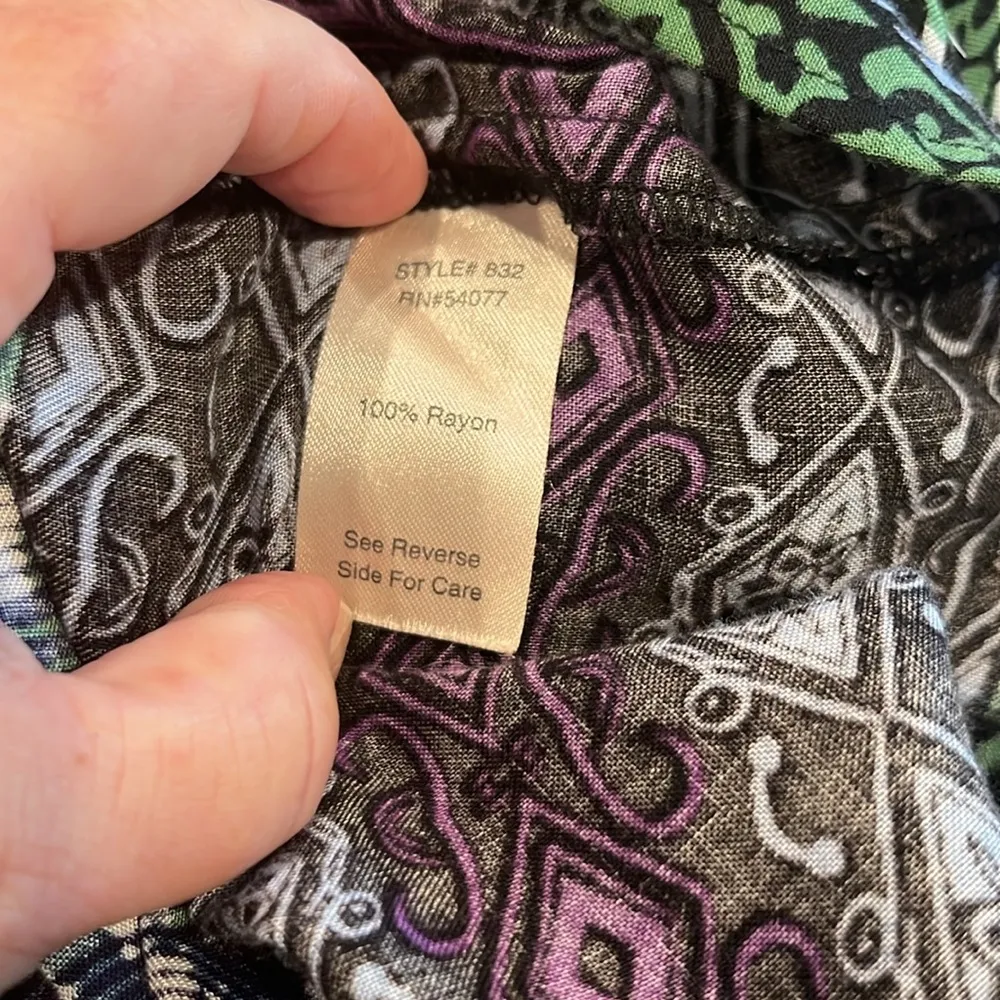 STYLE# 832
RN#54077
100% Rayon
See Reverse
Side For Care